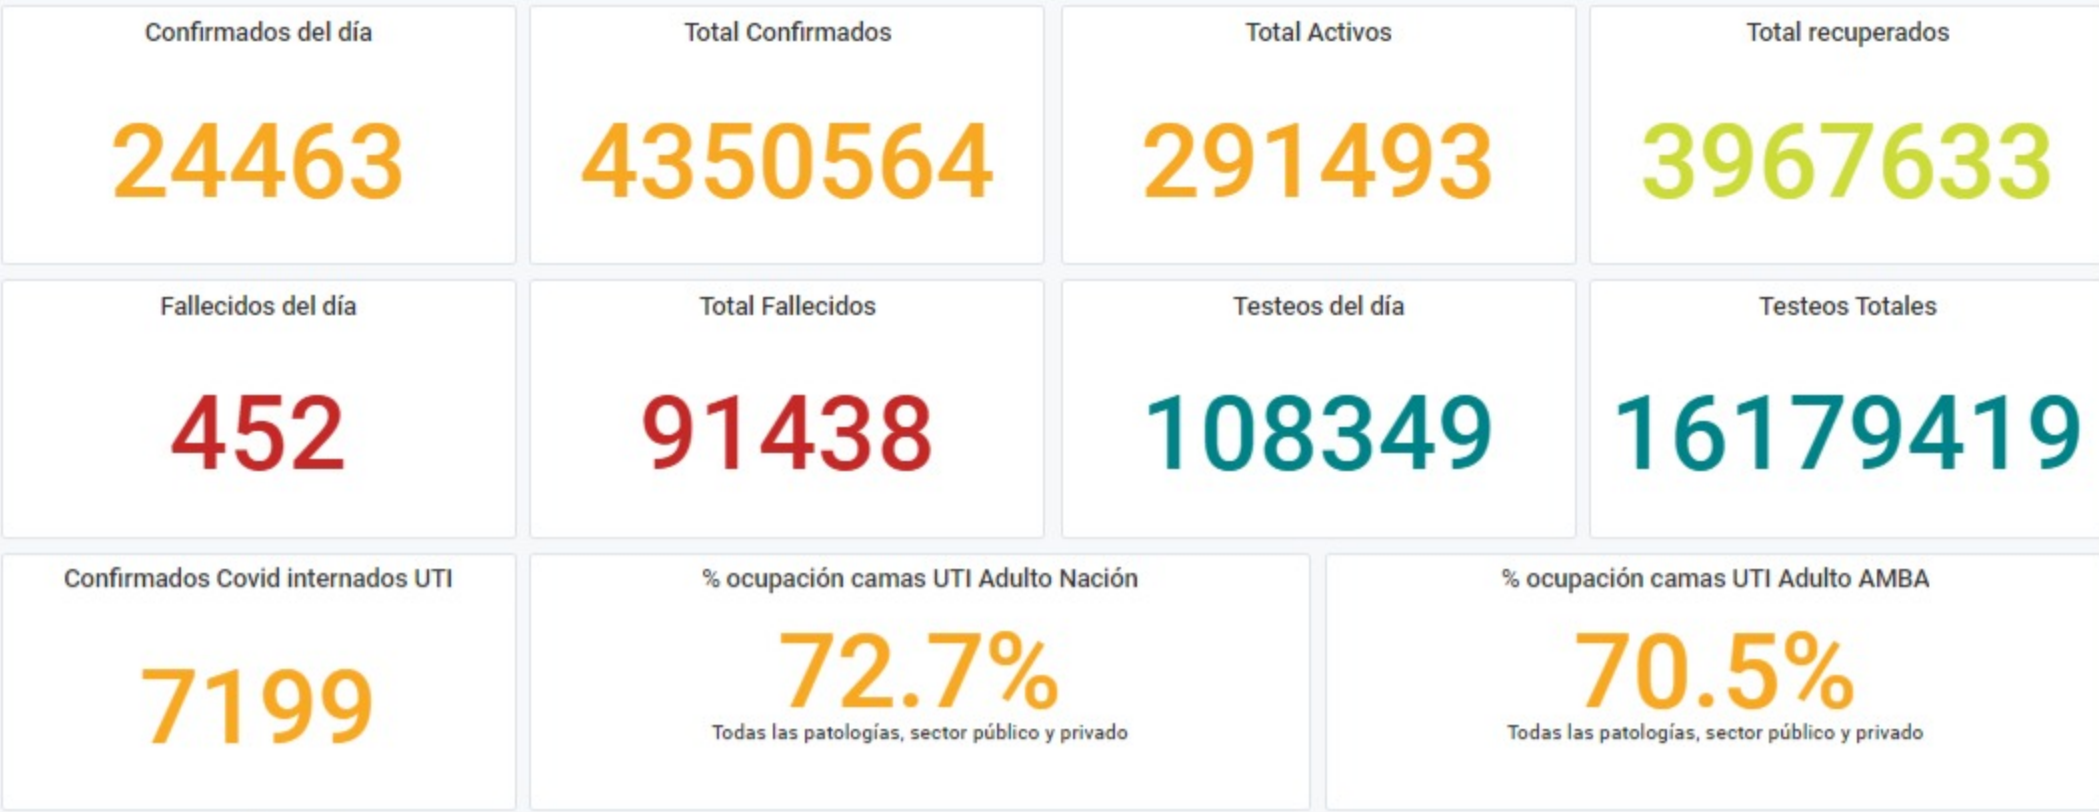 Confirmados del día
24463
Total Confirmados
4350564
Total Activos
291493
Total recuperados
3967633
Fallecidos del día
452
Total Fallecidos
91438
Testeos del día
108349
Testeos Totales
16179419
Confirmados Covid internados UTI
7199
% ocupación camas UTI Adulto Nación
72.7%
Todas las patologías, sector público y privado
% ocupación camas UTI Adulto AMBA
70.5%
Todas las patologías, sector público y privado